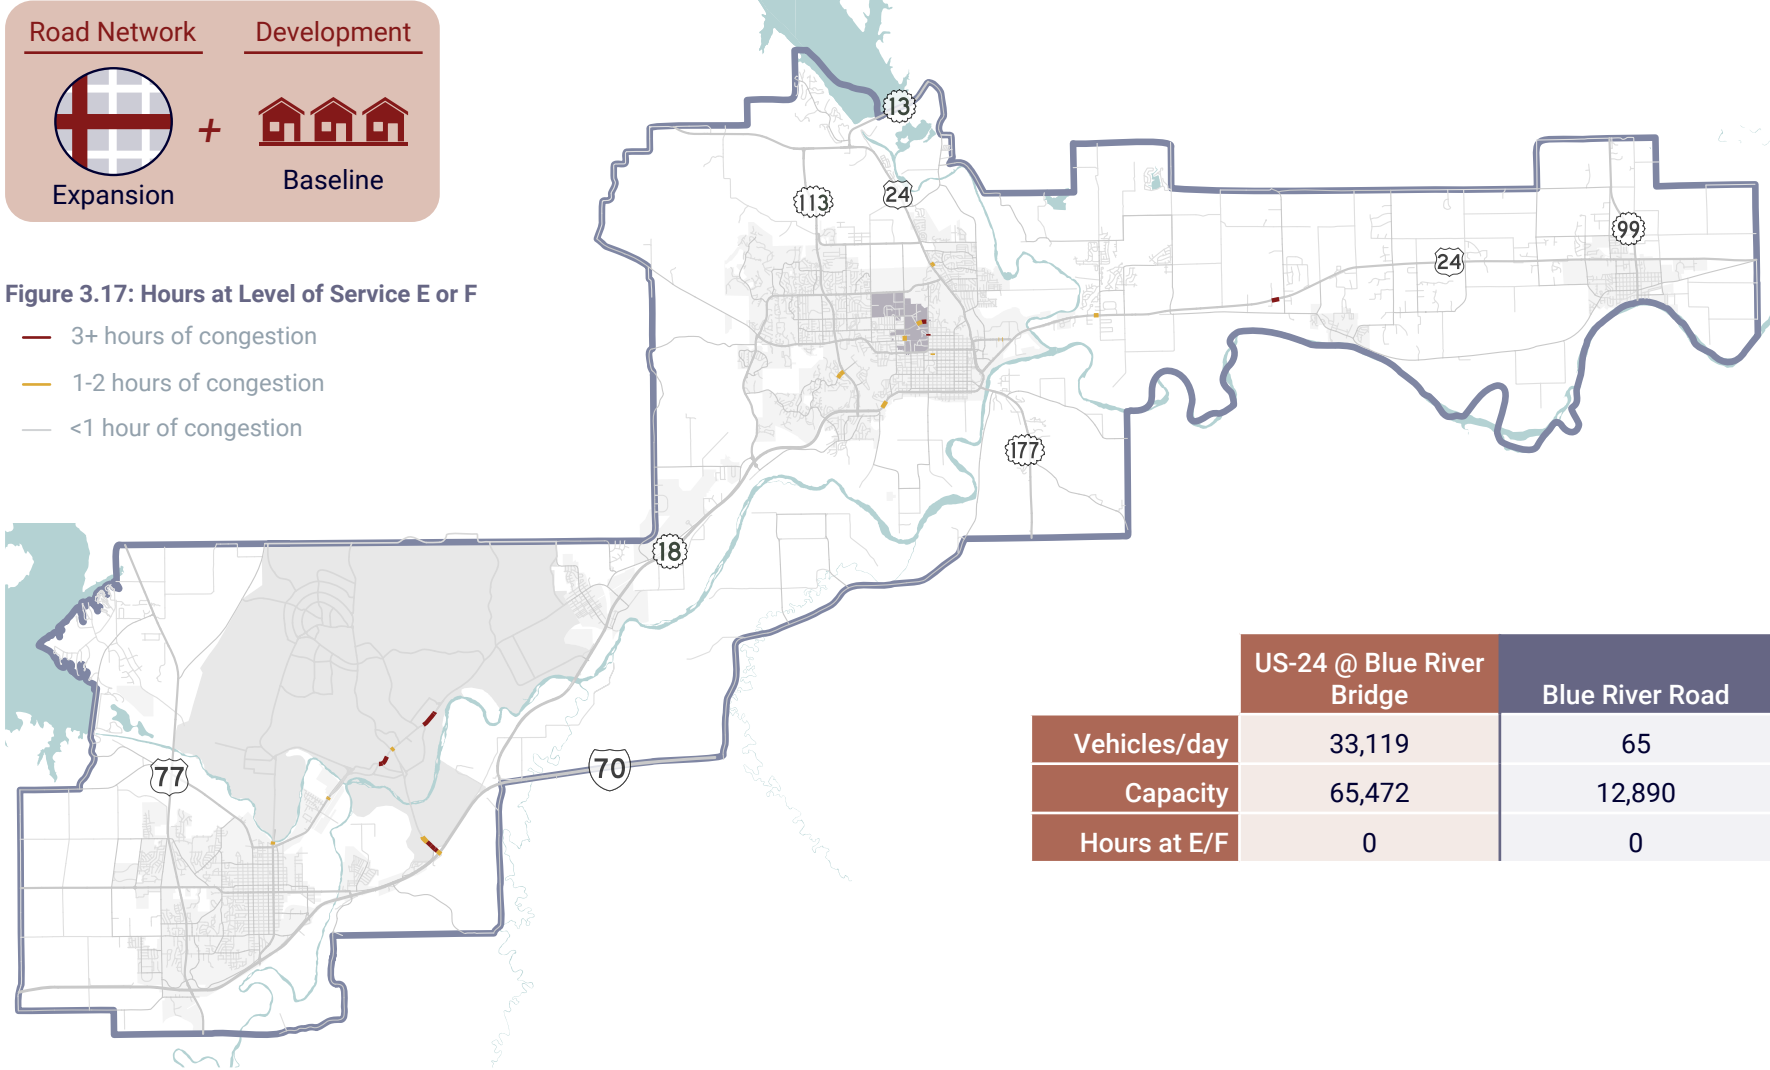 Road Network
Development
+
Expansion
Baseline
Figure 3.17: Hours at Level of Service E or F
3+ hours of congestion
1-2 hours of congestion
<1 hour of congestion
13
113
24
99
24
177
18
77
70
US-24 @ Blue River
Bridge
Blue River Road
Vehicles/day 33,119 65
Capacity 65,472 12,890
Hours at E/F 0 0